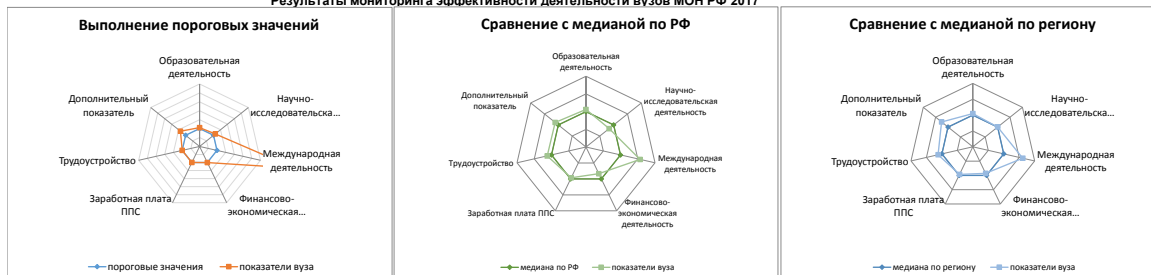 Результаты мониторинга эффективности деятельности вузов МОН РФ 2017
Выполнение пороговых значений
Образовательная
деятельность
Научно-
исследовательска...
Международная
деятельность
Финансово-
экономическая...
Заработная плата
ППС
Трудоустройство
Дополнительный
показатель
пороговые значения
показатели вуза
Сравнение с медианой по РФ
Образовательная
деятельность
Научно-
исследовательская
деятельность
Международная
деятельность
Финансово-
экономическая
деятельность
Заработная плата ППС
Трудоустройство
Дополнительный
показатель
медиана по РФ
показатели вуза
Сравнение с медианой по региону
Образовательная
деятельность
Научно-
исследовательска...
Международная
деятельность
Финансово-
экономическая...
Заработная плата
ППС
Трудоустройство
Дополнительный
показатель
медиана по региону
показатели вуза